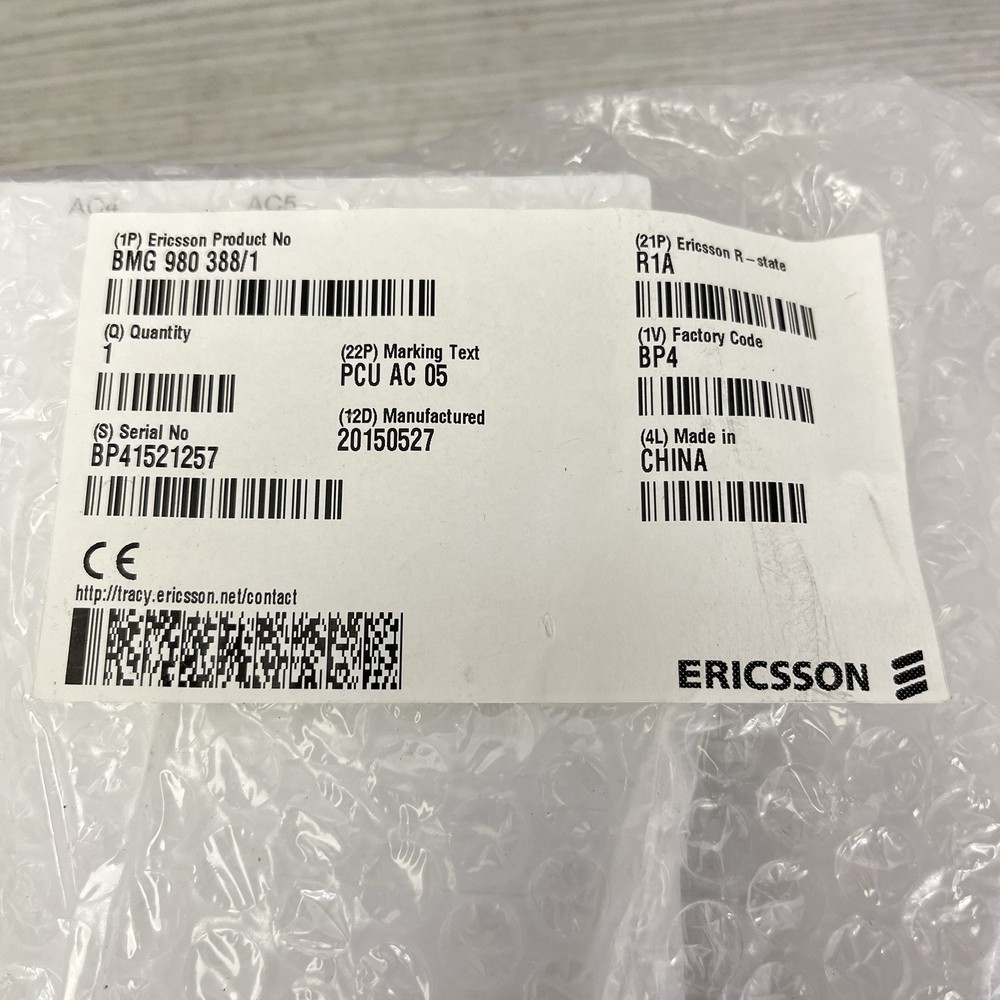 AC4 AC5
(1P) Ericsson Product No
BMG 980 388/1
(21P) Ericsson R-state
R1A
(Q) Quantity
1
(22P) Marking Text
PCU AC 05
(1V) Factory Code
BP4
(S) Serial No
BP41521257
(12D) Manufactured
20150527
(4L) Made in
CHINA
CE
http://tracy.ericsson.net/contact
ERICSSON